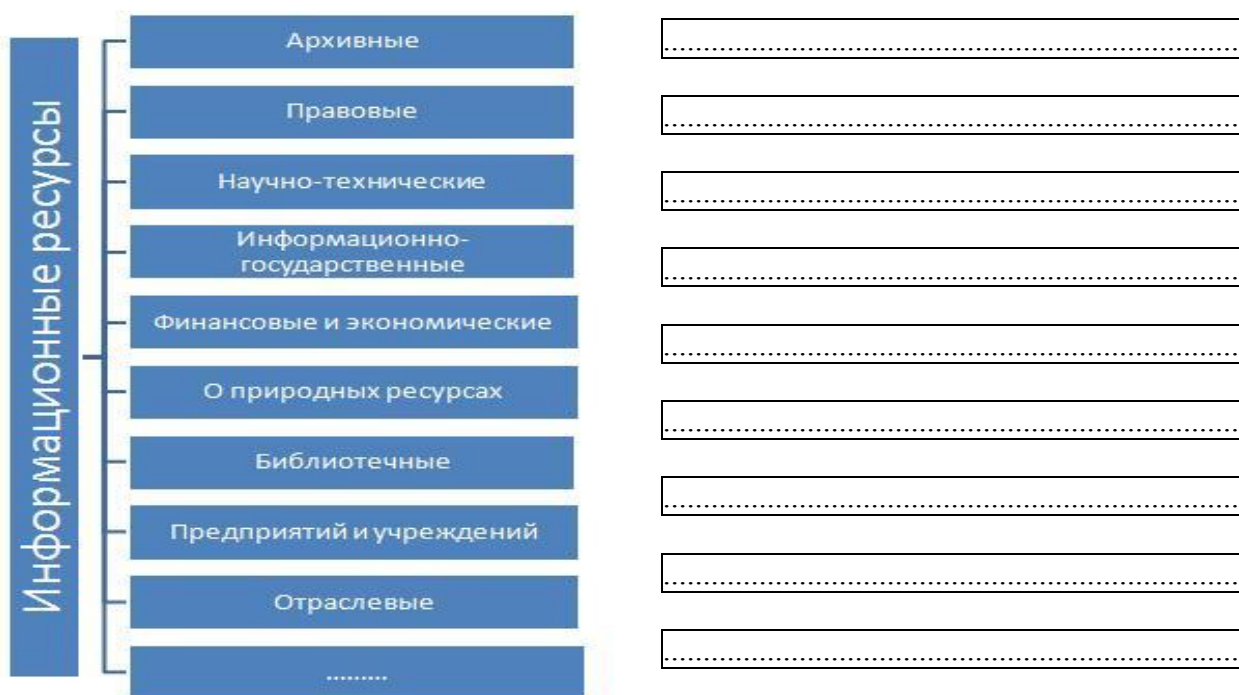 Информационные ресурсы
Архивные
Правовые
Научно-технические
Информационно-
государственные
Финансовые и экономические
О природных ресурсах
Библиотечные
Предприятий и учреждений
Отраслевые
.........